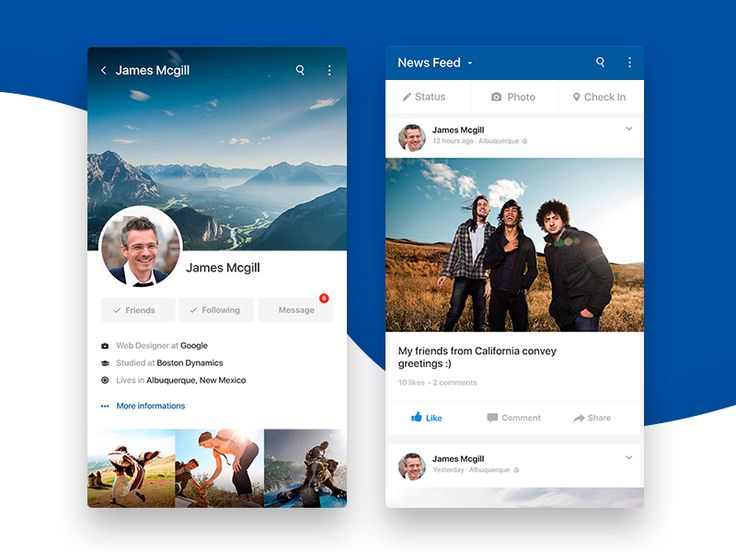 James Mcgill
James Mcgill
Friends
Following
Message
6
Web Designer at Google
Studied at Boston Dynamics
Lives in Albuquerque, New Mexico
More informations
News Feed
Status
Photo
Check In
James Mcgill
12 hours ago · Albuquerque
My friends from California convey
greetings :)
10 likes • 2 comments
Like
Comment
Share
James Mcgill
Yesterday · Albuquerque